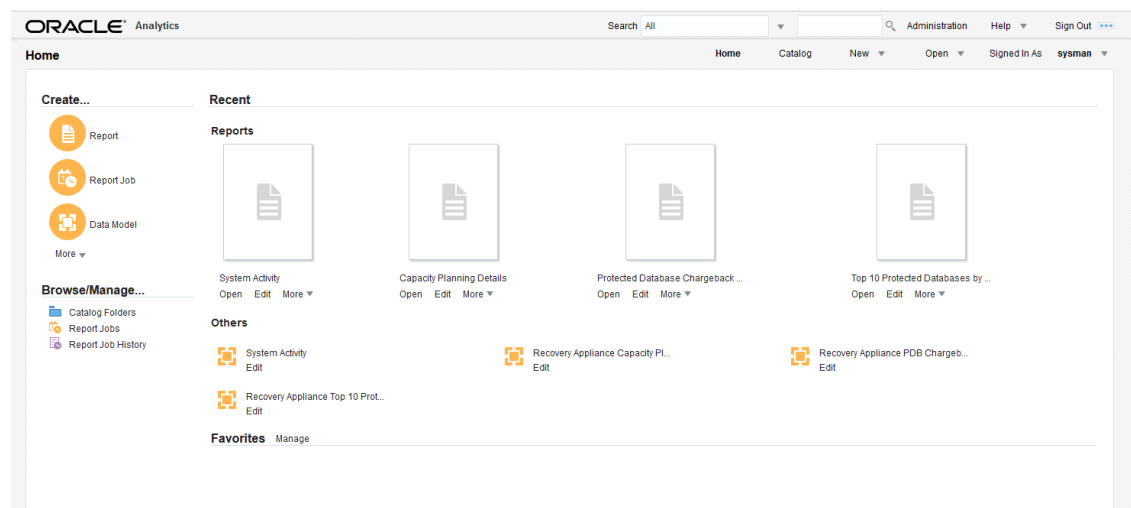 ORACLE Analytics Search All Administration Help Sign Out
Home Home Catalog New Open Signed In As sysman
Create...
Report
Report Job
Data Model
More
Browse/Manage...
Catalog Folders
Report Jobs
Report Job History
Recent
Reports
System Activity Capacity Planning Details Protected Database Chargeback ... Top 10 Protected Databases by ...
Open Edit More Open Edit More Open Edit More Open Edit More
Others
System Activity Recovery Appliance Capacity Pl... Recovery Appliance PDB Chargeb...
Edit Edit Edit
Recovery Appliance Top 10 Prot...
Edit
Favorites Manage